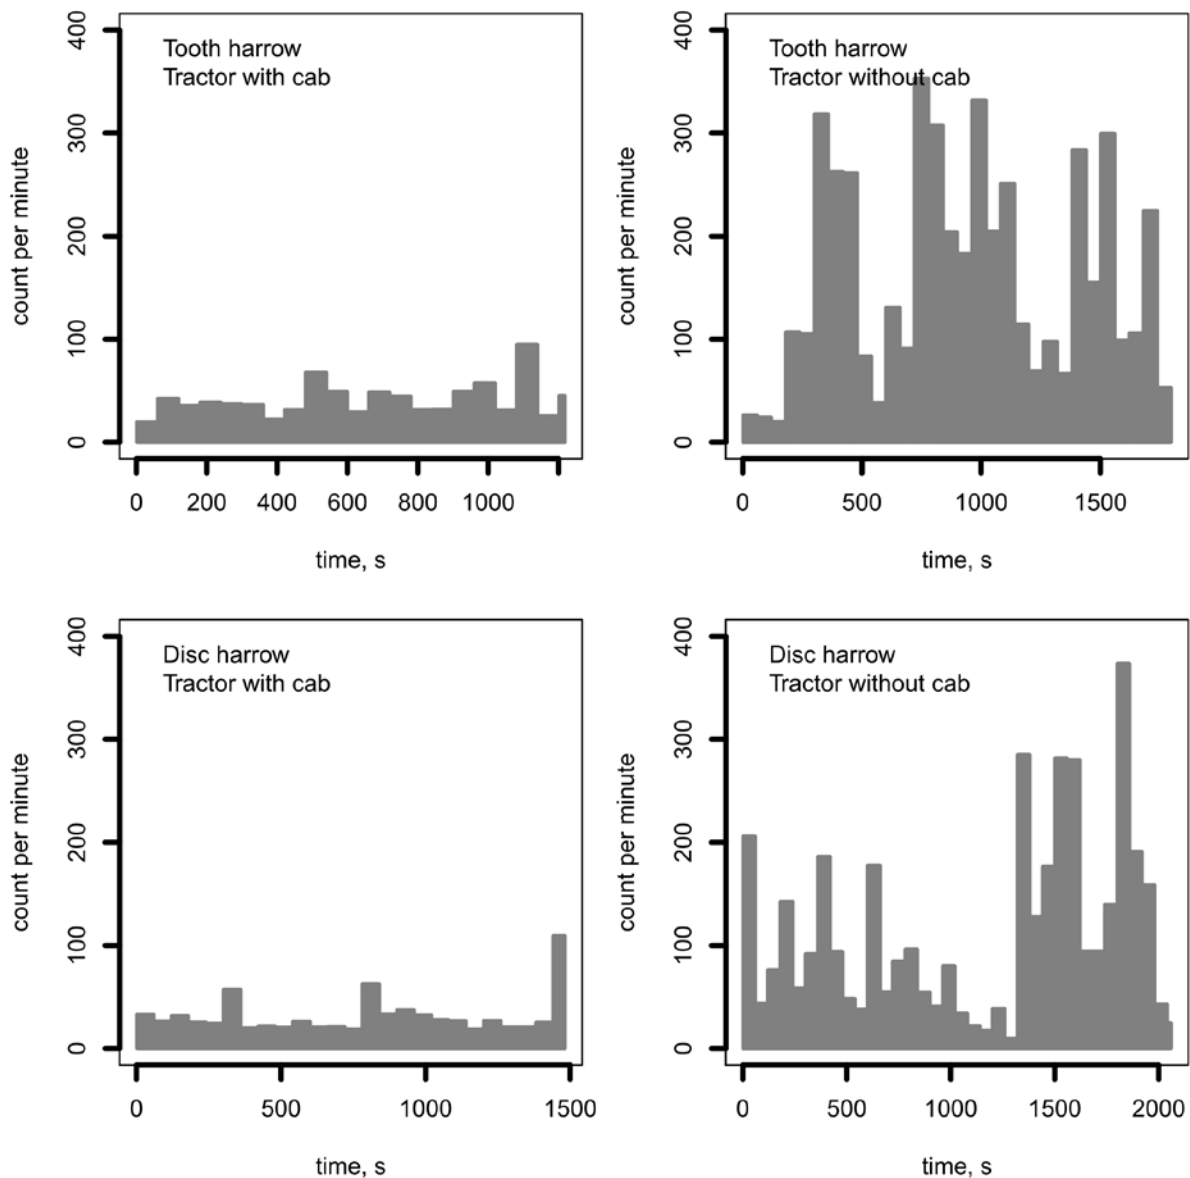 Tooth harrow
Tractor with cab
count per minute
0
100
200
300
400
0
200
400
600
800
1000
time, s
Tooth harrow
Tractor without cab
count per minute
0
100
200
300
400
0
500
1000
1500
time, s
Disc harrow
Tractor with cab
count per minute
0
100
200
300
400
0
500
1000
1500
time, s
Disc harrow
Tractor without cab
count per minute
0
100
200
300
400
0
500
1000
1500
2000
time, s